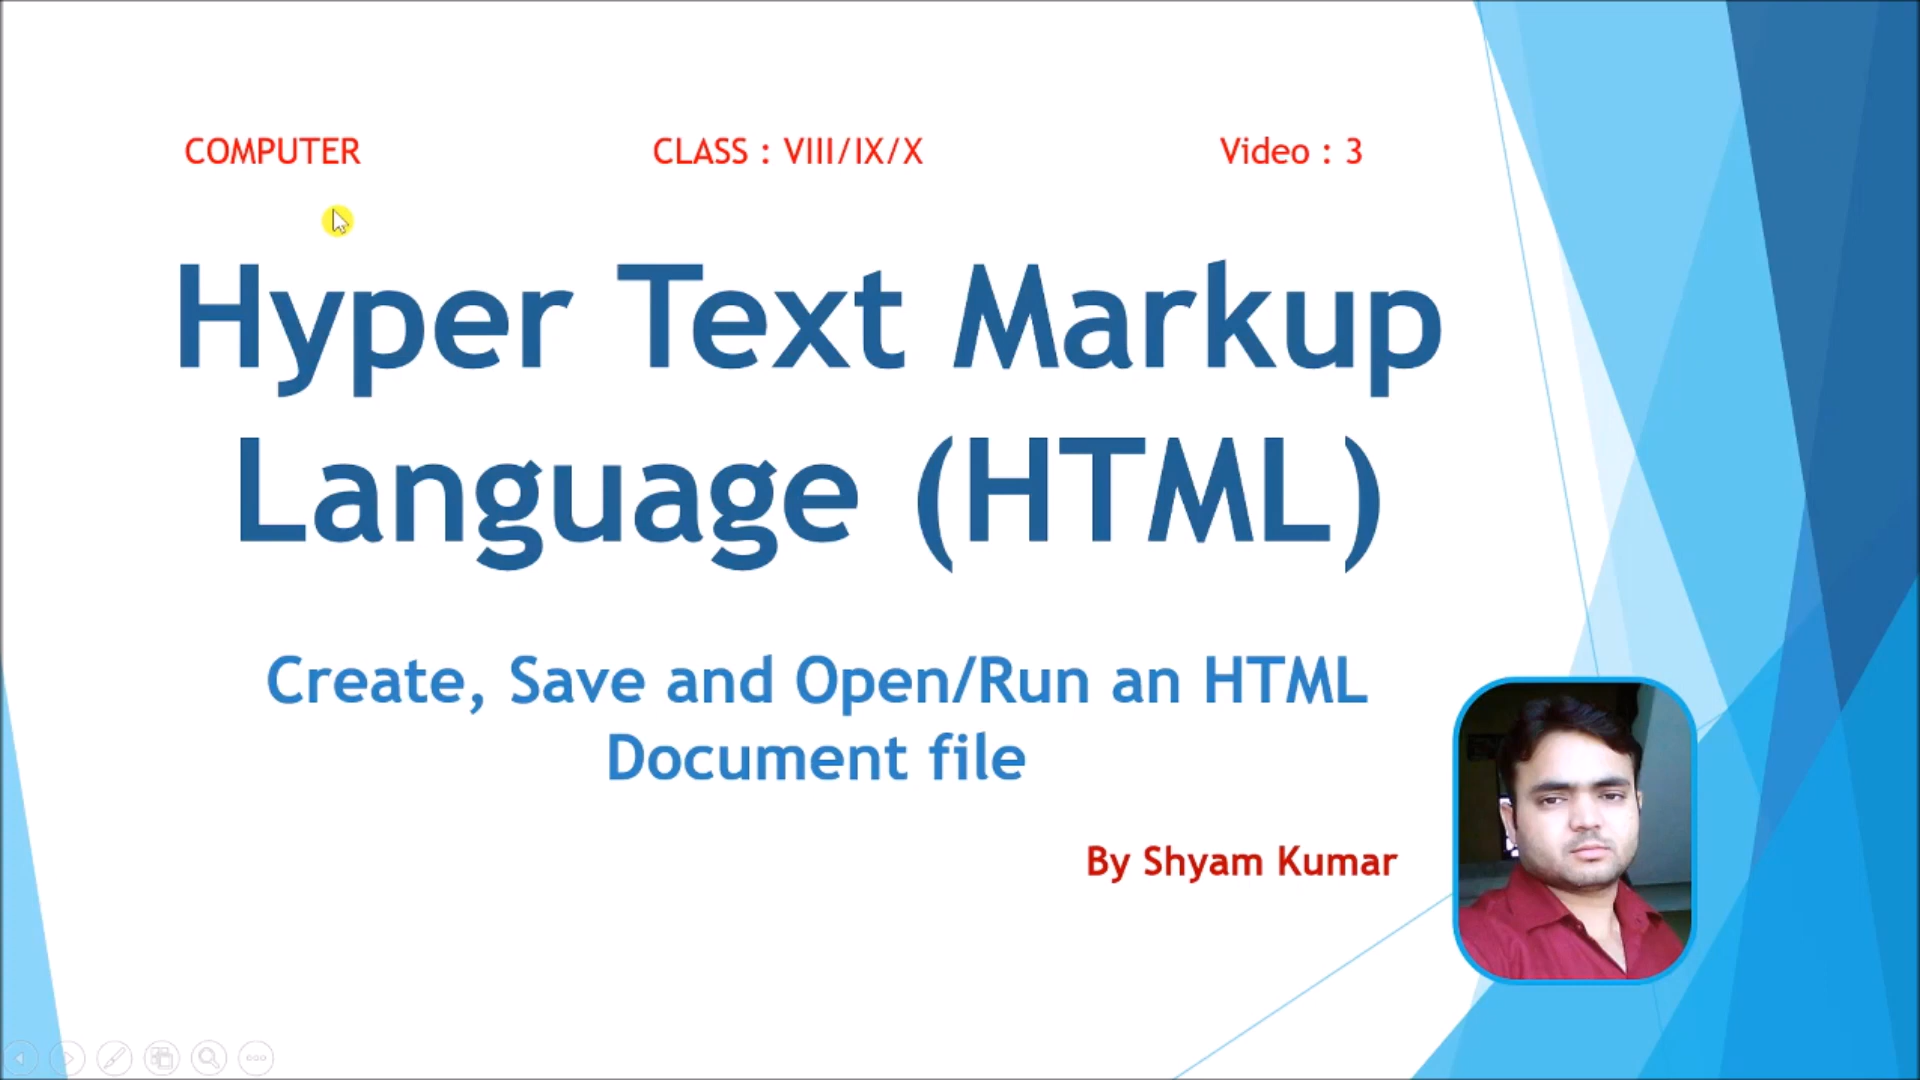 COMPUTER CLASS : VIII/IX/X Video : 3
Hyper Text Markup
Language (HTML)
Create, Save and Open/Run an HTML
Document file
By Shyam Kumar